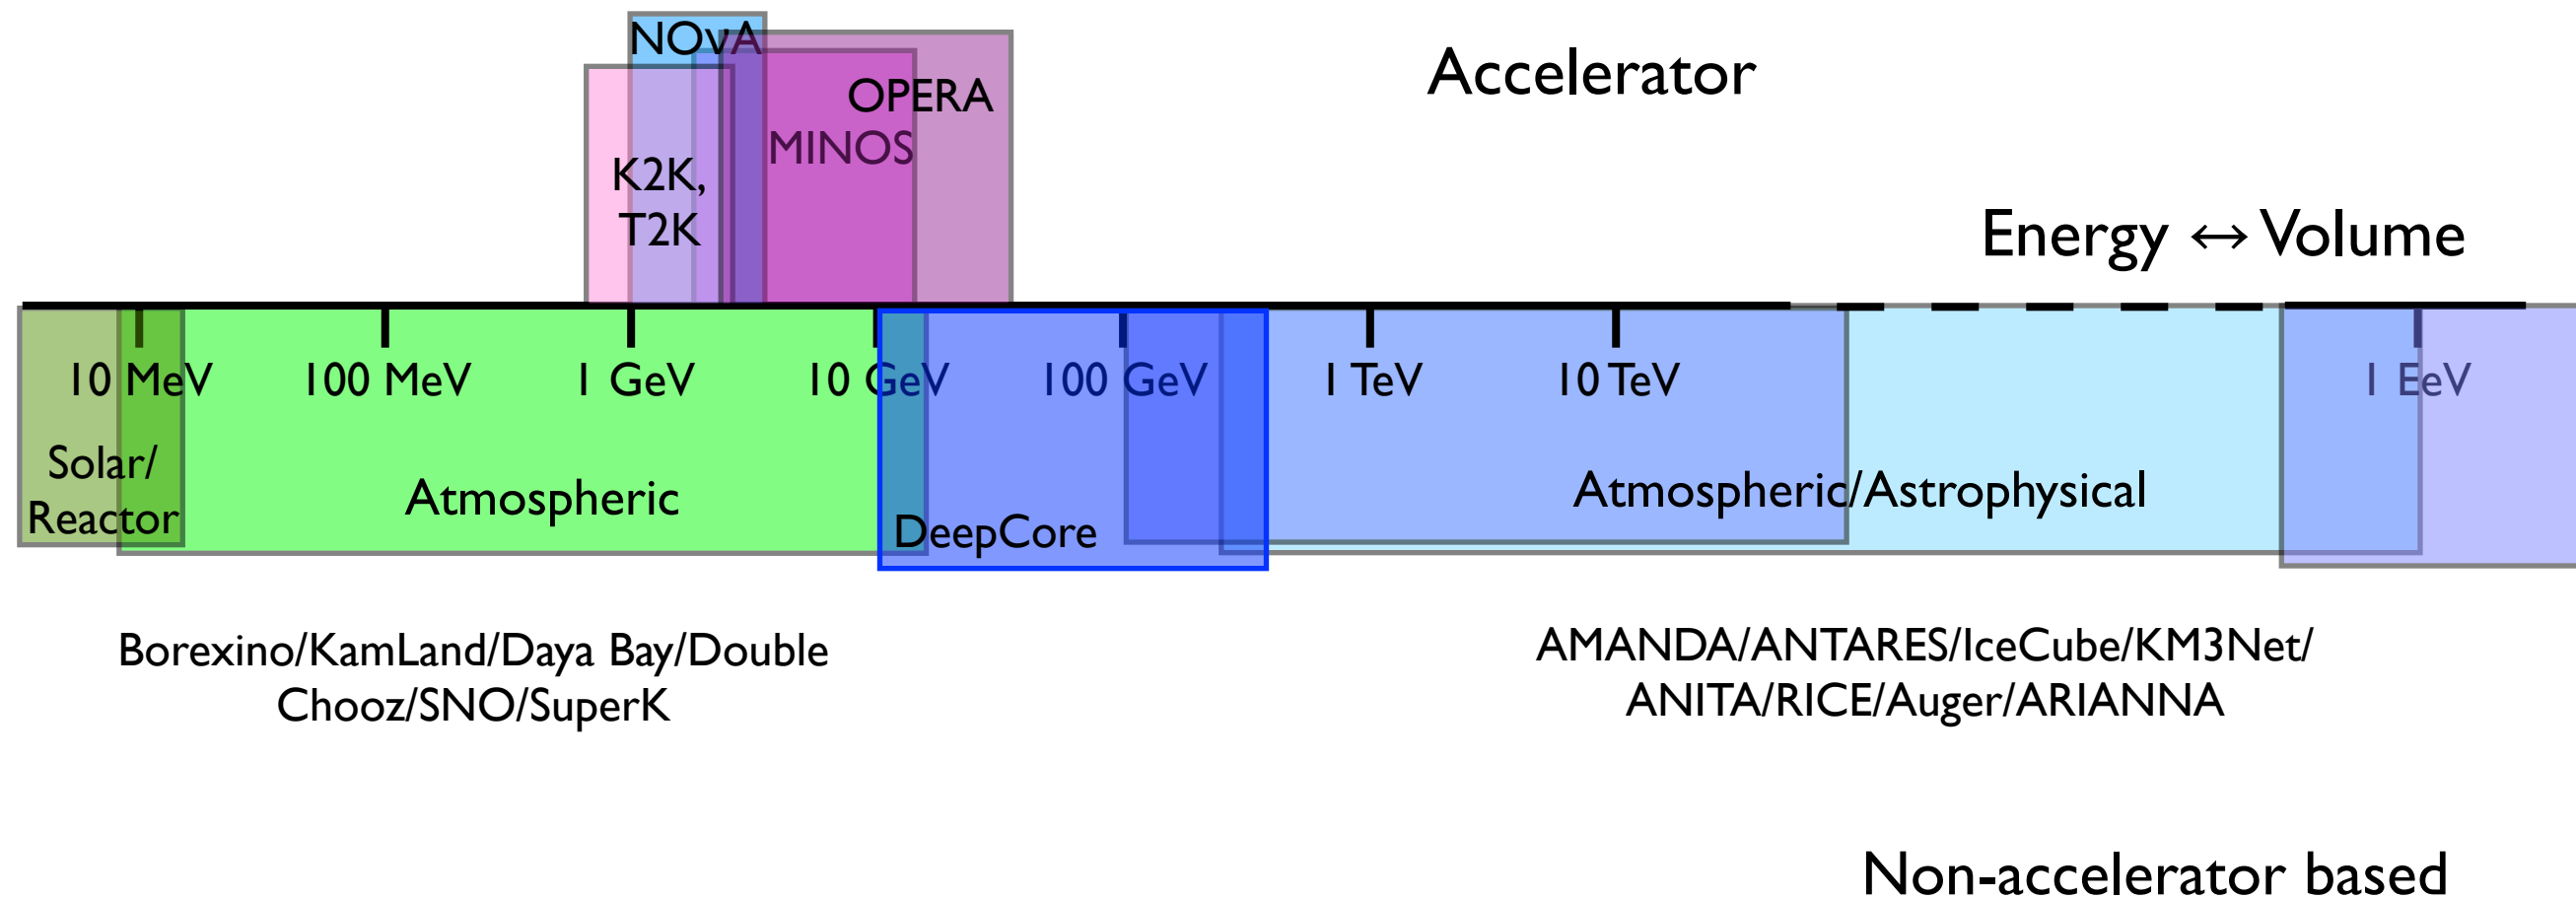 NOνA
Accelerator
OPERA
MINOS
K2K,
T2K
Energy ↔ Volume
10 MeV
100 MeV
1 GeV
10 GeV
100 GeV
1 TeV
10 TeV
1 EeV
Solar/
Reactor
Atmospheric
DeepCore
Atmospheric/Astrophysical
Borexino/KamLand/Daya Bay/Double
Chooz/SNO/SuperK
AMANDA/ANTARES/IceCube/KM3Net/
ANITA/RICE/Auger/ARIANNA
Non-accelerator based